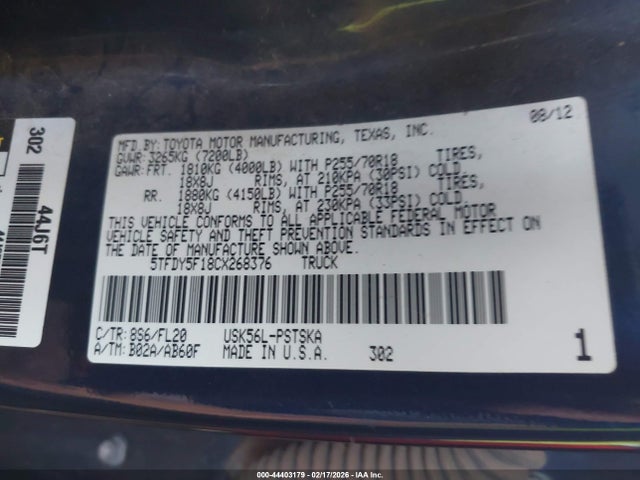 08/12
MFD.BY: TOYOTA MOTOR MANUFACTURING, TEXAS, INC.
GVWR: 3265KG (7200LB)
GAWR: FRT. 1810KG (4000LB) WITH P255/70R18 TIRES,
18X8J RIMS, AT 210KPA (30PSI) COLD.
RR. 1880KG (4150LB) WITH P255/70R18 TIRES,
18X8J RIMS, AT 230KPA (33PSI) COLD.
THIS VEHICLE CONFORMS TO ALL APPLICABLE FEDERAL MOTOR
VEHICLE SAFETY AND THEFT PREVENTION STANDARDS IN EFFECT ON
THE DATE OF MANUFACTURE SHOWN ABOVE.
5TFDY5F18CX268376 TRUCK
C/TR: 8S6/FL20 USK56L-PSTSKA
A/TM: B02A/AB60F MADE IN U.S.A. 302 1
302
44J6T
000-44403179 - 02/17/2026 - IAA Inc.